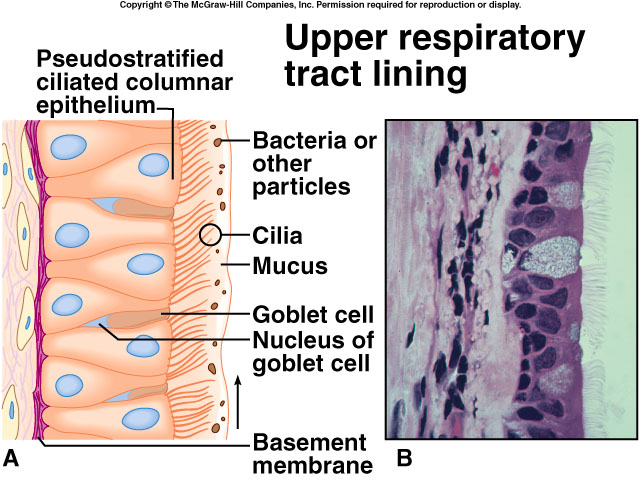 Copyright © The McGraw-Hill Companies, Inc. Permission required for reproduction or display.
Upper respiratory
tract lining
Pseudostratified
ciliated columnar
epithelium
Bacteria or
other
particles
Cilia
Mucus
Goblet cell
Nucleus of
goblet cell
Basement
membrane
A
B